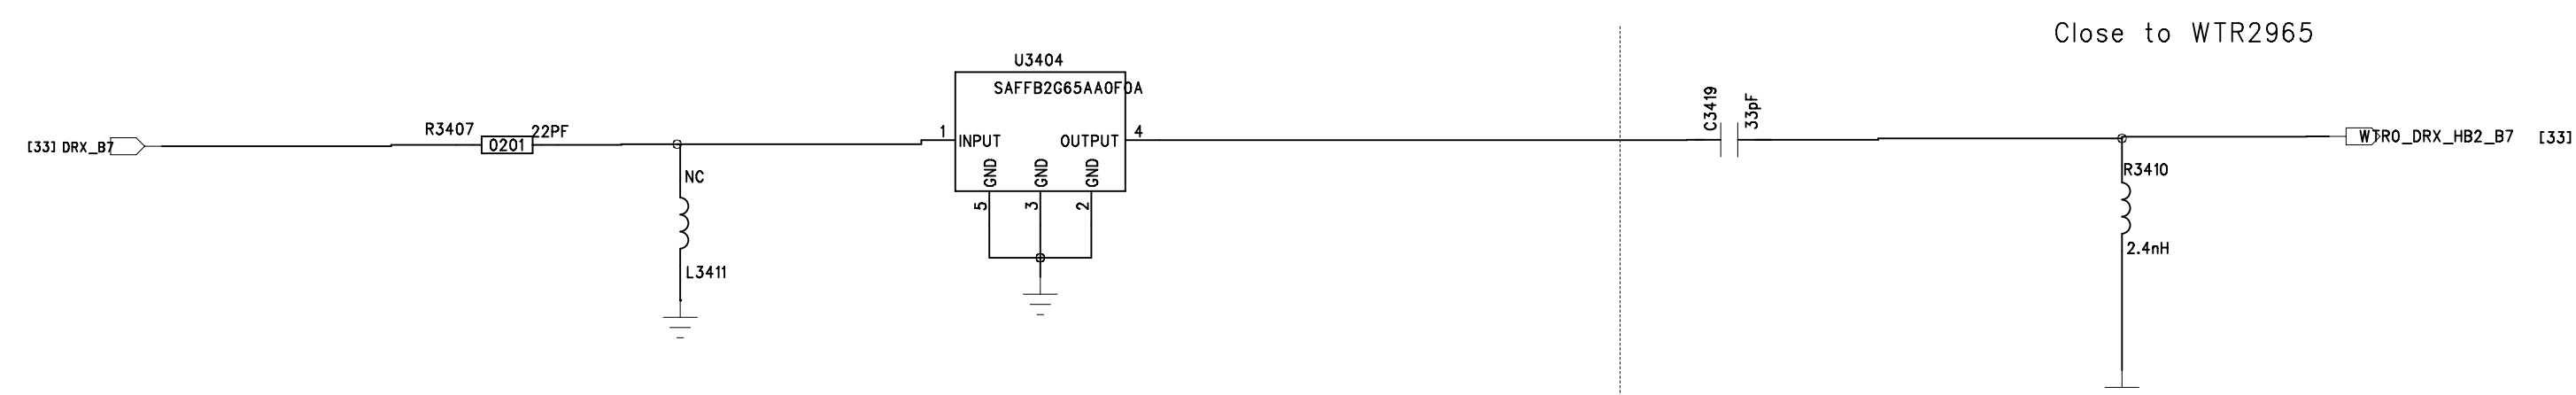 Close to WTR2965
U3404
SAFFB2G65AA0F0A
[33] DRX_B7
R3407
0201
22PF
1
INPUT
OUTPUT
4
GND
GND
GND
5
3
2
NC
L3411
C3419
33pF
R3410
2.4nH
WTR0_DRX_HB2_B7 [33]